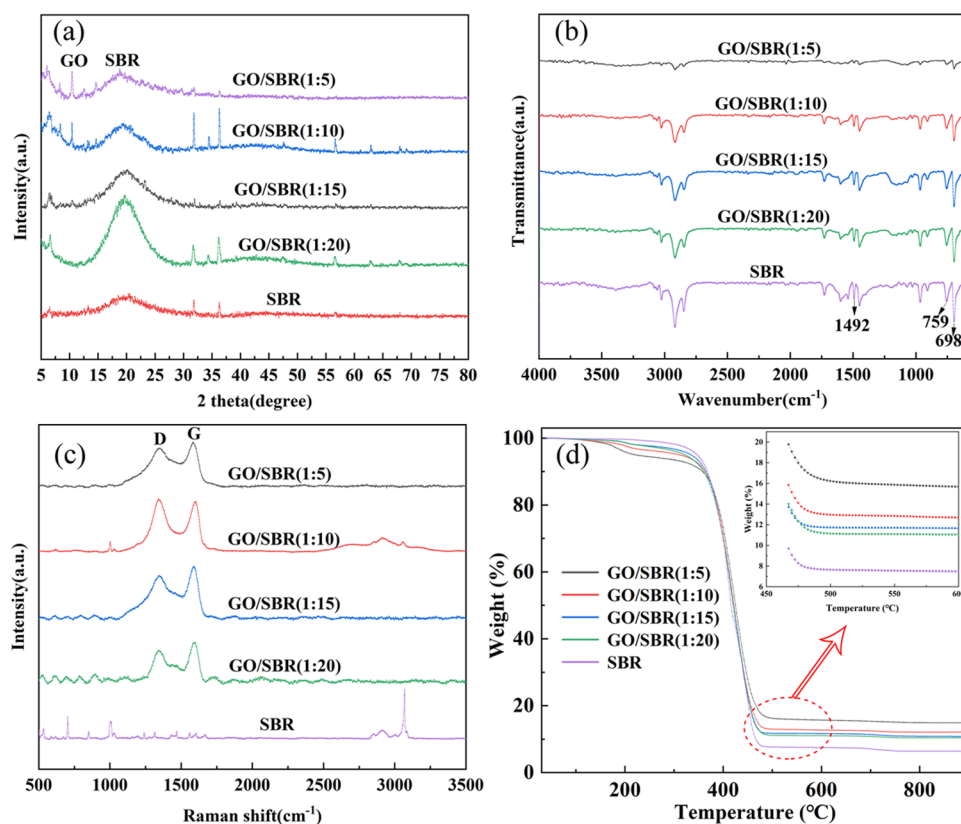 (a)
GO SBR
GO/SBR(1:5)
GO/SBR(1:10)
GO/SBR(1:15)
GO/SBR(1:20)
SBR
Intensity(a.u.)
5 10 15 20 25 30 35 40 45 50 55 60 65 70 75 80
2 theta(degree)
(b)
GO/SBR(1:5)
GO/SBR(1:10)
GO/SBR(1:15)
GO/SBR(1:20)
SBR
1492
759
698
Transmittance(a.u.)
4000 3500 3000 2500 2000 1500 1000
Wavenumber(cm⁻¹)
(c)
D G
GO/SBR(1:5)
GO/SBR(1:10)
GO/SBR(1:15)
GO/SBR(1:20)
SBR
Intensity(a.u.)
500 1000 1500 2000 2500 3000 3500
Raman shift(cm⁻¹)
(d)
100
90
80
70
60
50
40
30
20
10
0
Weight (%)
GO/SBR(1:5)
GO/SBR(1:10)
GO/SBR(1:15)
GO/SBR(1:20)
SBR
200 400 600 800
Temperature (℃)
20
18
16
14
12
10
8
6
Weight (%)
450 500 550 600
Temperature (℃)